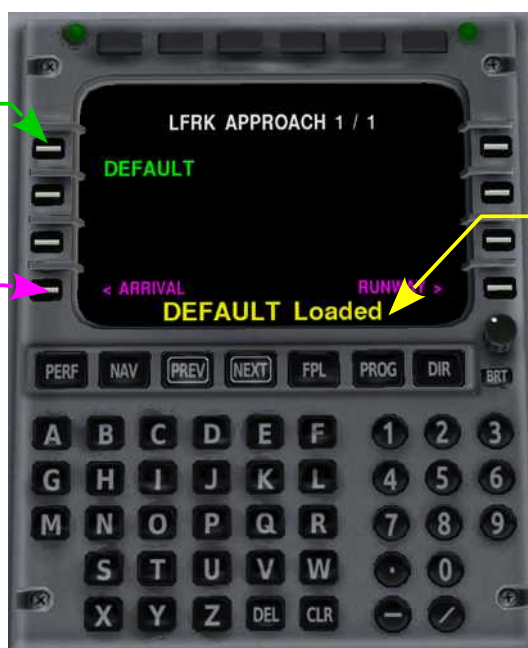 LFRK APPROACH 1 / 1
DEFAULT
< ARRIVAL RUNWAY >
DEFAULT Loaded
PERF NAV PREV NEXT FPL PROG DIR BRT
A B C D E F 1 2 3
G H I J K L 4 5 6
M N O P Q R 7 8 9
S T U V W · 0
X Y Z DEL CLR – /